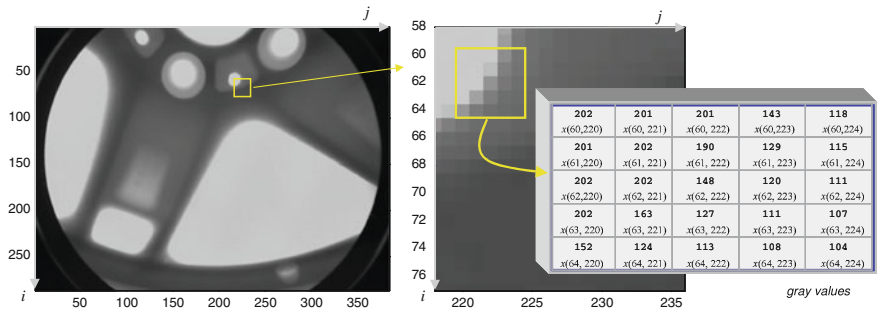 j
50
100
150
200
250
i
50 100 150 200 250 300 350
j
58
60
62
64
66
68
70
72
74
76
i
220 225 230 235
202 201 201 143 118
x(60,220) x(60, 221) x(60, 222) x(60,223) x(60,224)
201 202 190 129 115
x(61,220) x(61, 221) x(61, 222) x(61, 223) x(61, 224)
202 202 148 120 111
x(62,220) x(62, 221) x(62, 222) x(62, 223) x(62, 224)
202 163 127 111 107
x(63, 220) x(63, 221) x(63, 222) x(63, 223) x(63, 224)
152 124 113 108 104
x(64, 220) x(64, 221) x(64, 222) x(64, 223) x(64, 224)
gray values